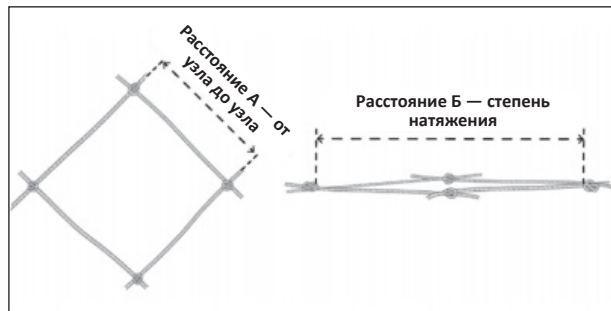 Расстояние А — от
узла до узла
Расстояние Б — степень
натяжения